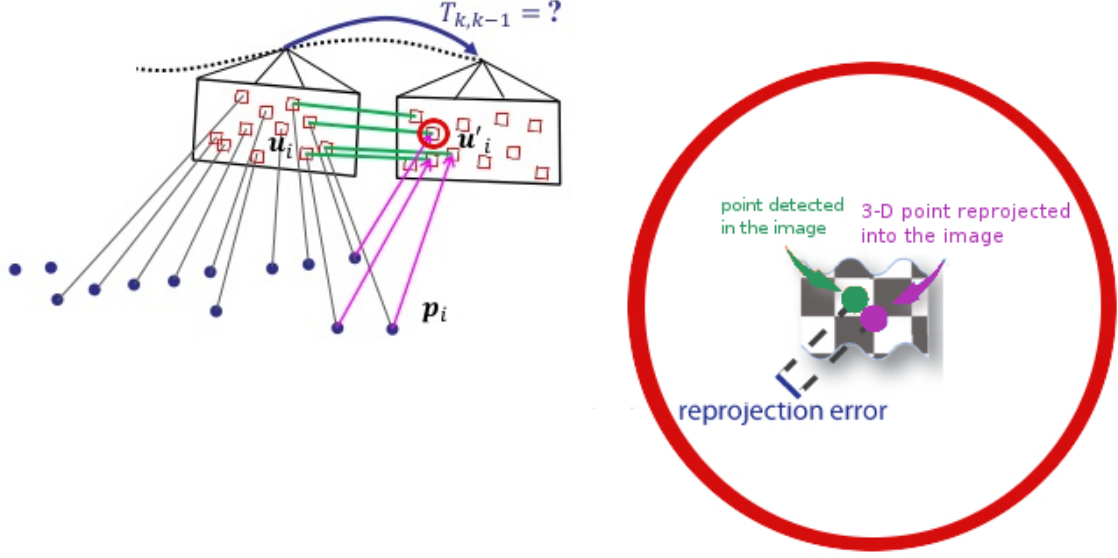 T_{k,k-1} = ?
u_i
u'_i
p_i
point detected
in the image
3-D point reprojected
into the image
reprojection error